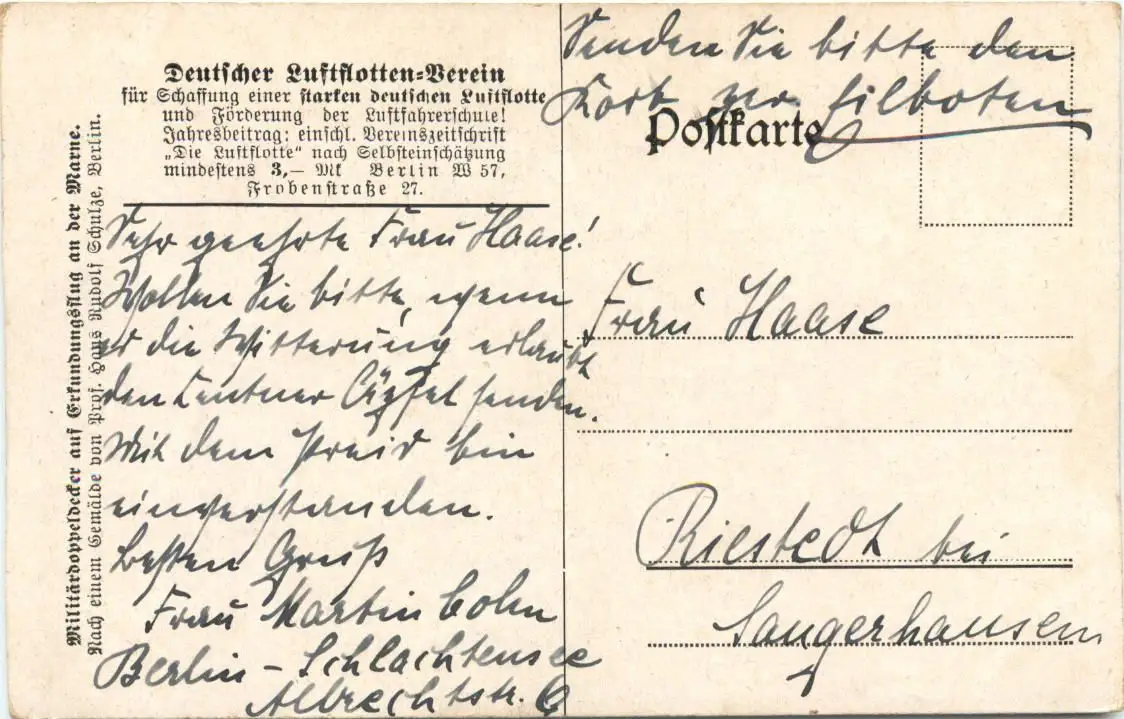 Militärdoppeldecker auf Erkundungsflug an der Marne.
Nach einem Gemälde von Prof. Hans Rudolf Schulze, Berlin.
Deutscher Luftflotten-Verein
für Schaffung einer starken deutschen Luftflotte
und Förderung der Luftfahrerschule!
Jahresbeitrag: einschl. Vereinszeitschrift
„Die Luftflotte“ nach Selbsteinschätzung
mindestens 3,— Mk Berlin W 57,
Frobenstraße 27.
Sehr geehrte Frau Haase!
Wollen Sie bitte, wenn
es die Witterung erlaubt
den Zentner Äpfel senden.
Mit dem Preis bin
einverstanden.
Besten Gruß
Frau Martin Cohn
Berlin - Schlachtensee
Albrechtstr. 6
Senden Sie bitte den
Korb per Eilboten
Postkarte
Frau Haase
Riestedt bei
Sangerhausen